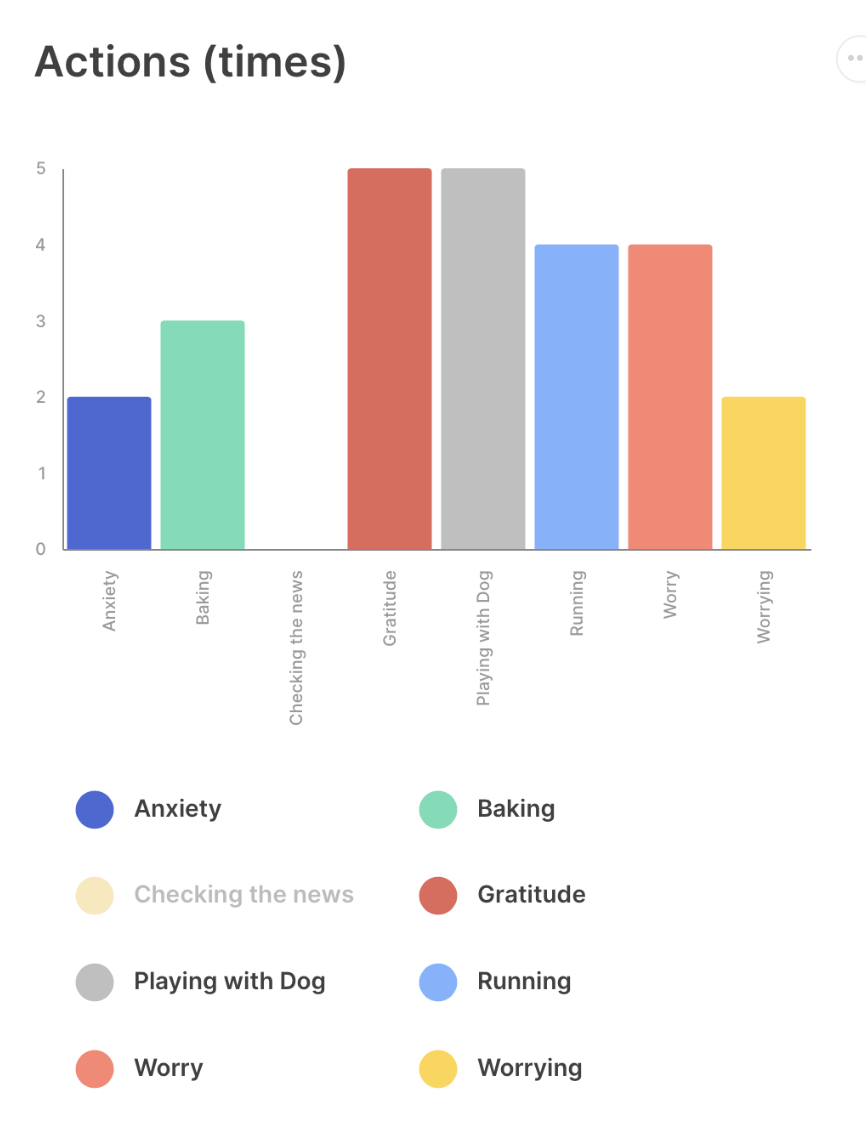 Actions (times)
5
4
3
2
1
0
Anxiety
Baking
Checking the news
Gratitude
Playing with Dog
Running
Worry
Worrying
Anxiety
Baking
Checking the news
Gratitude
Playing with Dog
Running
Worry
Worrying